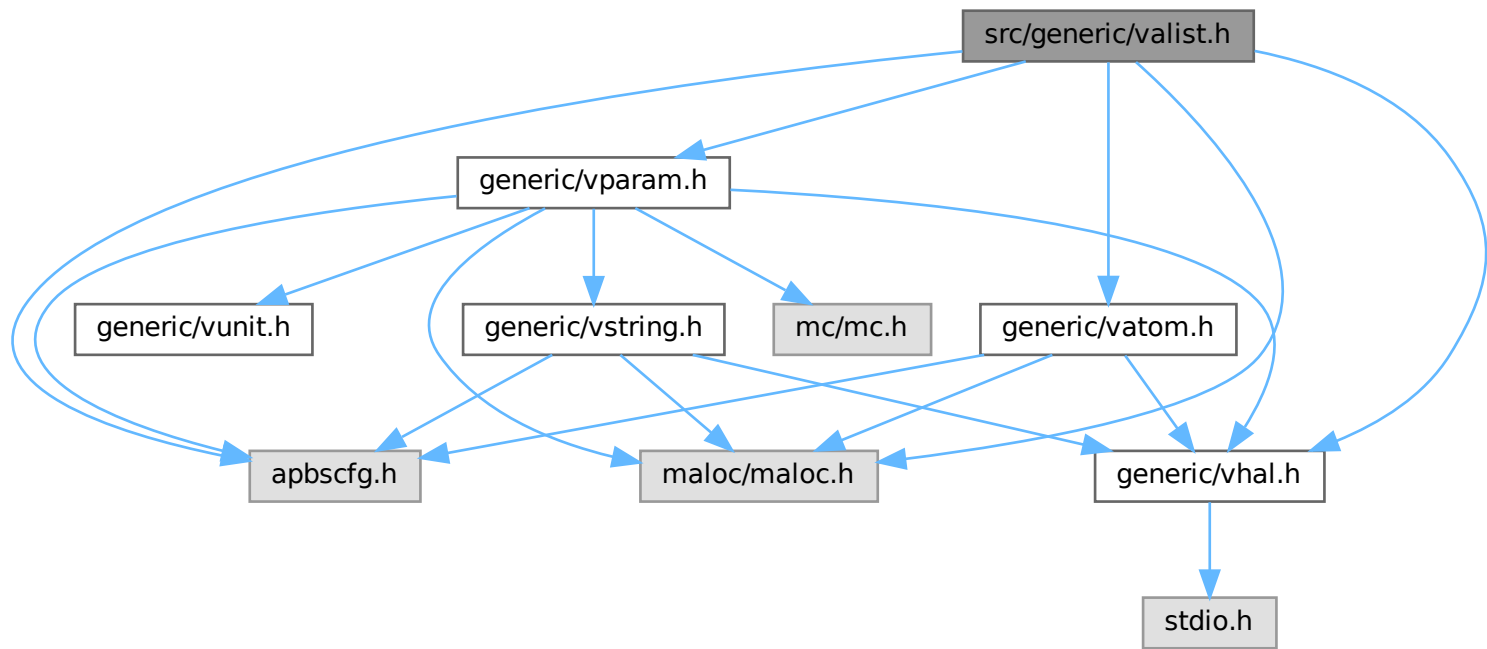 src/generic/valist.h
generic/vparam.h
generic/vunit.h
generic/vstring.h
mc/mc.h
generic/vatom.h
apbscfg.h
maloc/maloc.h
generic/vhal.h
stdio.h